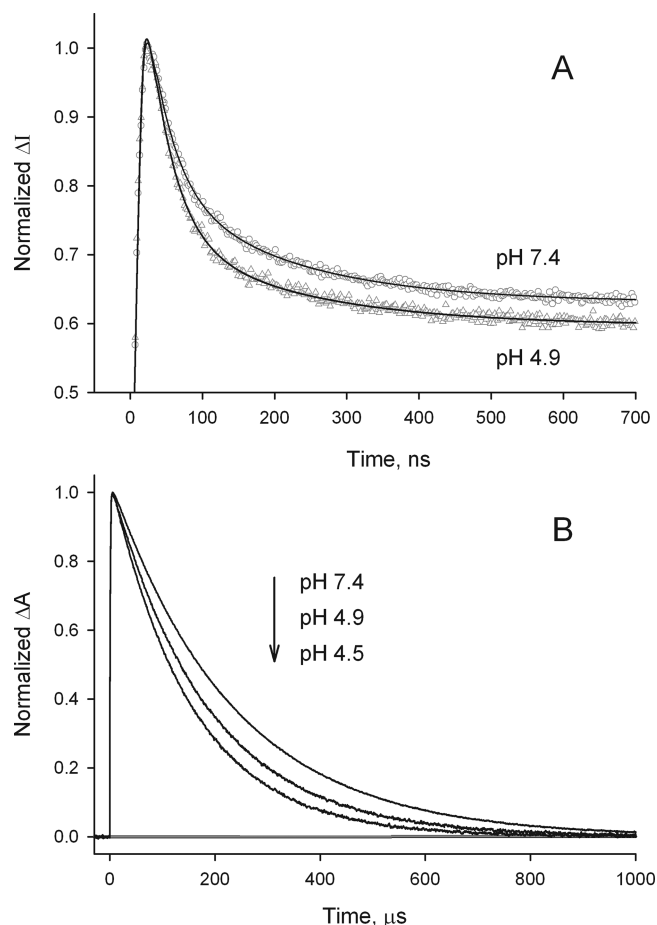 A
Normalized ΔI
1.0
0.9
0.8
0.7
0.6
0.5
pH 7.4
pH 4.9
0 100 200 300 400 500 600 700
Time, ns
B
Normalized ΔA
1.0
0.8
0.6
0.4
0.2
0.0
pH 7.4
pH 4.9
pH 4.5
0 200 400 600 800 1000
Time, μs